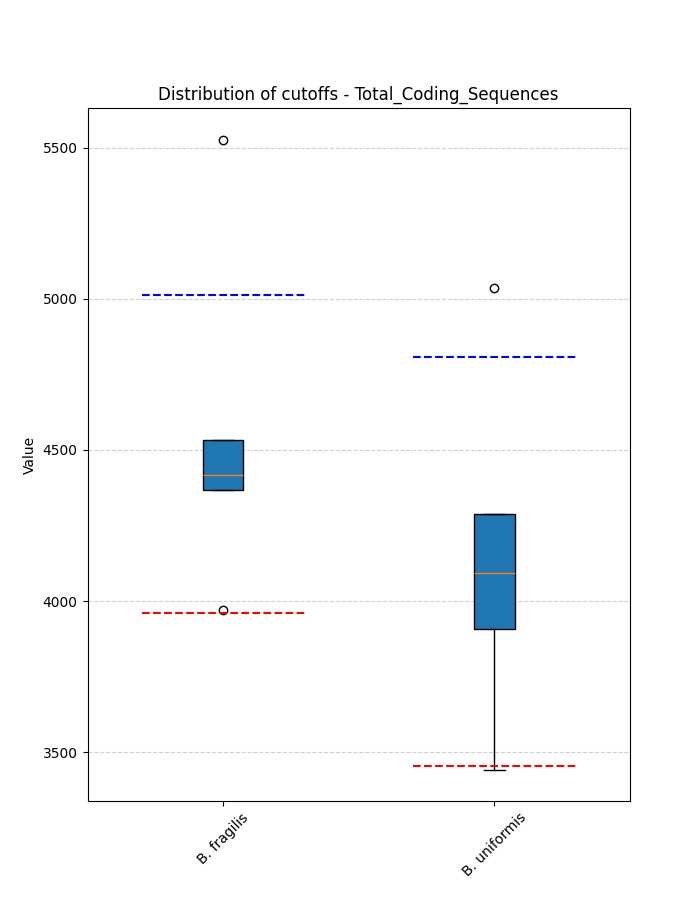 Distribution of cutoffs - Total_Coding_Sequences
5500
5000
4500
4000
3500
Value
B. fragilis
B. uniformis